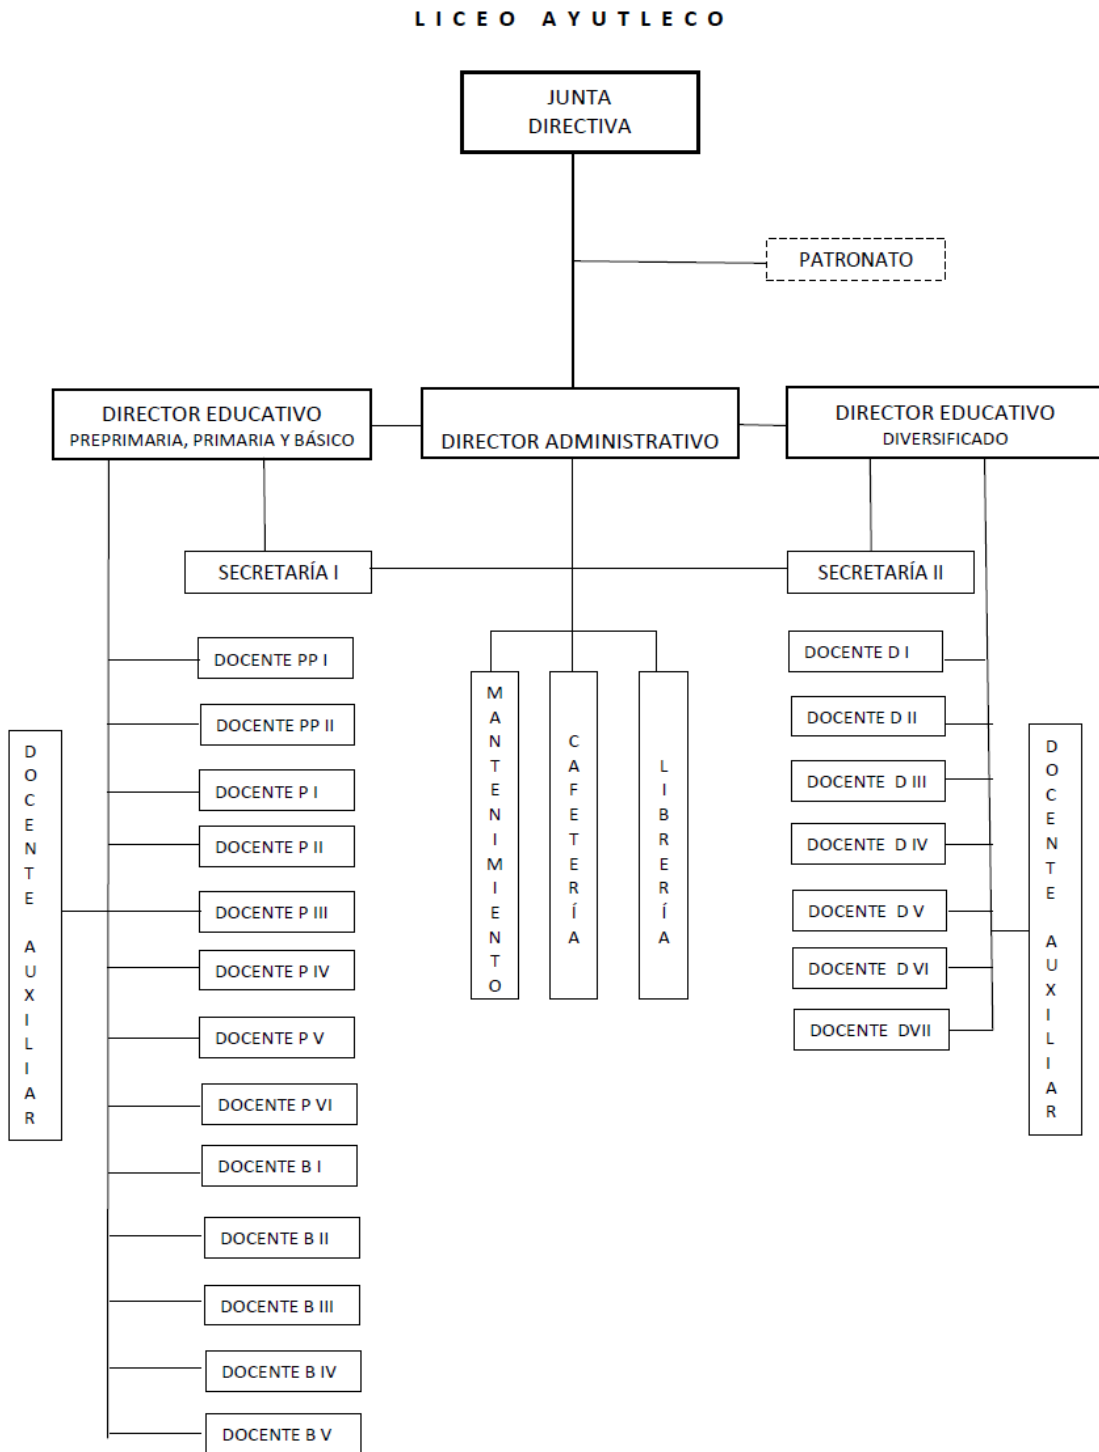 LICEO AYUTLECO
JUNTA
DIRECTIVA
PATRONATO
DIRECTOR EDUCATIVO
PREPRIMARIA, PRIMARIA Y BÁSICO
DIRECTOR ADMINISTRATIVO
DIRECTOR EDUCATIVO
DIVERSIFICADO
SECRETARÍA I
SECRETARÍA II
DOCENTE AUXILIAR
DOCENTE PP I
DOCENTE PP II
DOCENTE P I
DOCENTE P II
DOCENTE P III
DOCENTE P IV
DOCENTE P V
DOCENTE P VI
DOCENTE B I
DOCENTE B II
DOCENTE B III
DOCENTE B IV
DOCENTE B V
MANTENIMIENTO
CAFETERÍA
LIBRERÍA
DOCENTE D I
DOCENTE D II
DOCENTE D III
DOCENTE D IV
DOCENTE D V
DOCENTE D VI
DOCENTE DVII
DOCENTE AUXILIAR